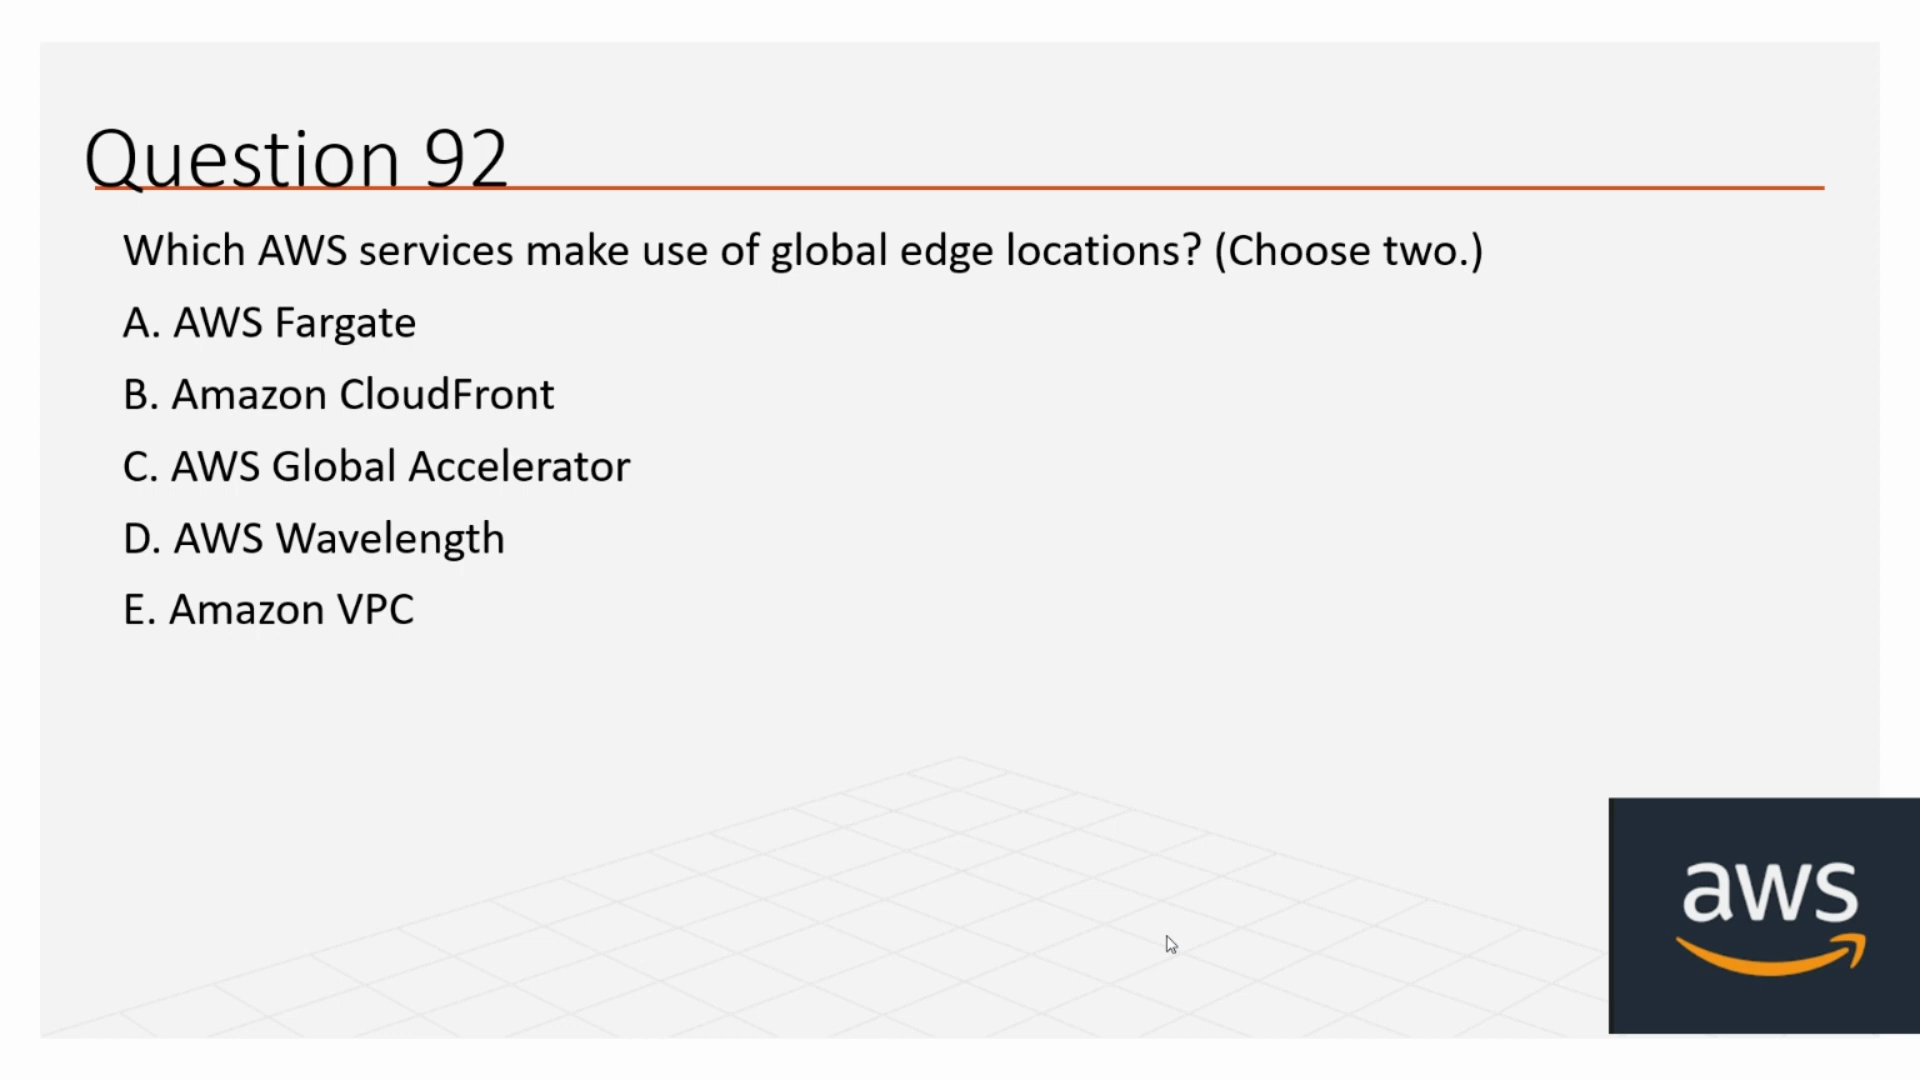 Question 92
Which AWS services make use of global edge locations? (Choose two.)
A. AWS Fargate
B. Amazon CloudFront
C. AWS Global Accelerator
D. AWS Wavelength
E. Amazon VPC
aws